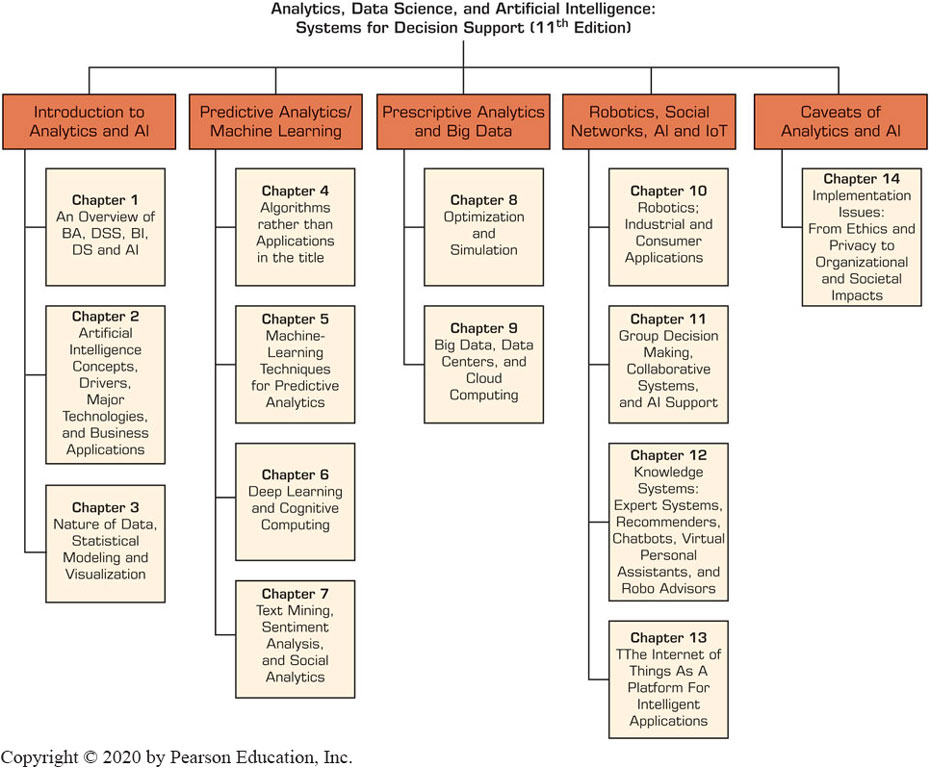 Analytics, Data Science, and Artificial Intelligence:
Systems for Decision Support (11th Edition)
Introduction to
Analytics and AI
Chapter 1
An Overview of
BA, DSS, BI,
DS and AI
Chapter 2
Artificial
Intelligence
Concepts,
Drivers,
Major
Technologies,
and Business
Applications
Chapter 3
Nature of Data,
Statistical
Modeling and
Visualization
Predictive Analytics/
Machine Learning
Chapter 4
Algorithms
rather than
Applications
in the title
Chapter 5
Machine-
Learning
Techniques
for Predictive
Analytics
Chapter 6
Deep Learning
and Cognitive
Computing
Chapter 7
Text Mining,
Sentiment
Analysis,
and Social
Analytics
Prescriptive Analytics
and Big Data
Chapter 8
Optimization
and
Simulation
Chapter 9
Big Data, Data
Centers, and
Cloud
Computing
Robotics, Social
Networks, AI and IoT
Chapter 10
Robotics;
Industrial and
Consumer
Applications
Chapter 11
Group Decision
Making,
Collaborative
Systems,
and AI Support
Chapter 12
Knowledge
Systems:
Expert Systems,
Recommenders,
Chatbots, Virtual
Personal
Assistants, and
Robo Advisors
Chapter 13
TThe Internet of
Things As A
Platform For
Intelligent
Applications
Caveats of
Analytics and AI
Chapter 14
Implementation
Issues:
From Ethics and
Privacy to
Organizational
and Societal
Impacts
Copyright © 2020 by Pearson Education, Inc.